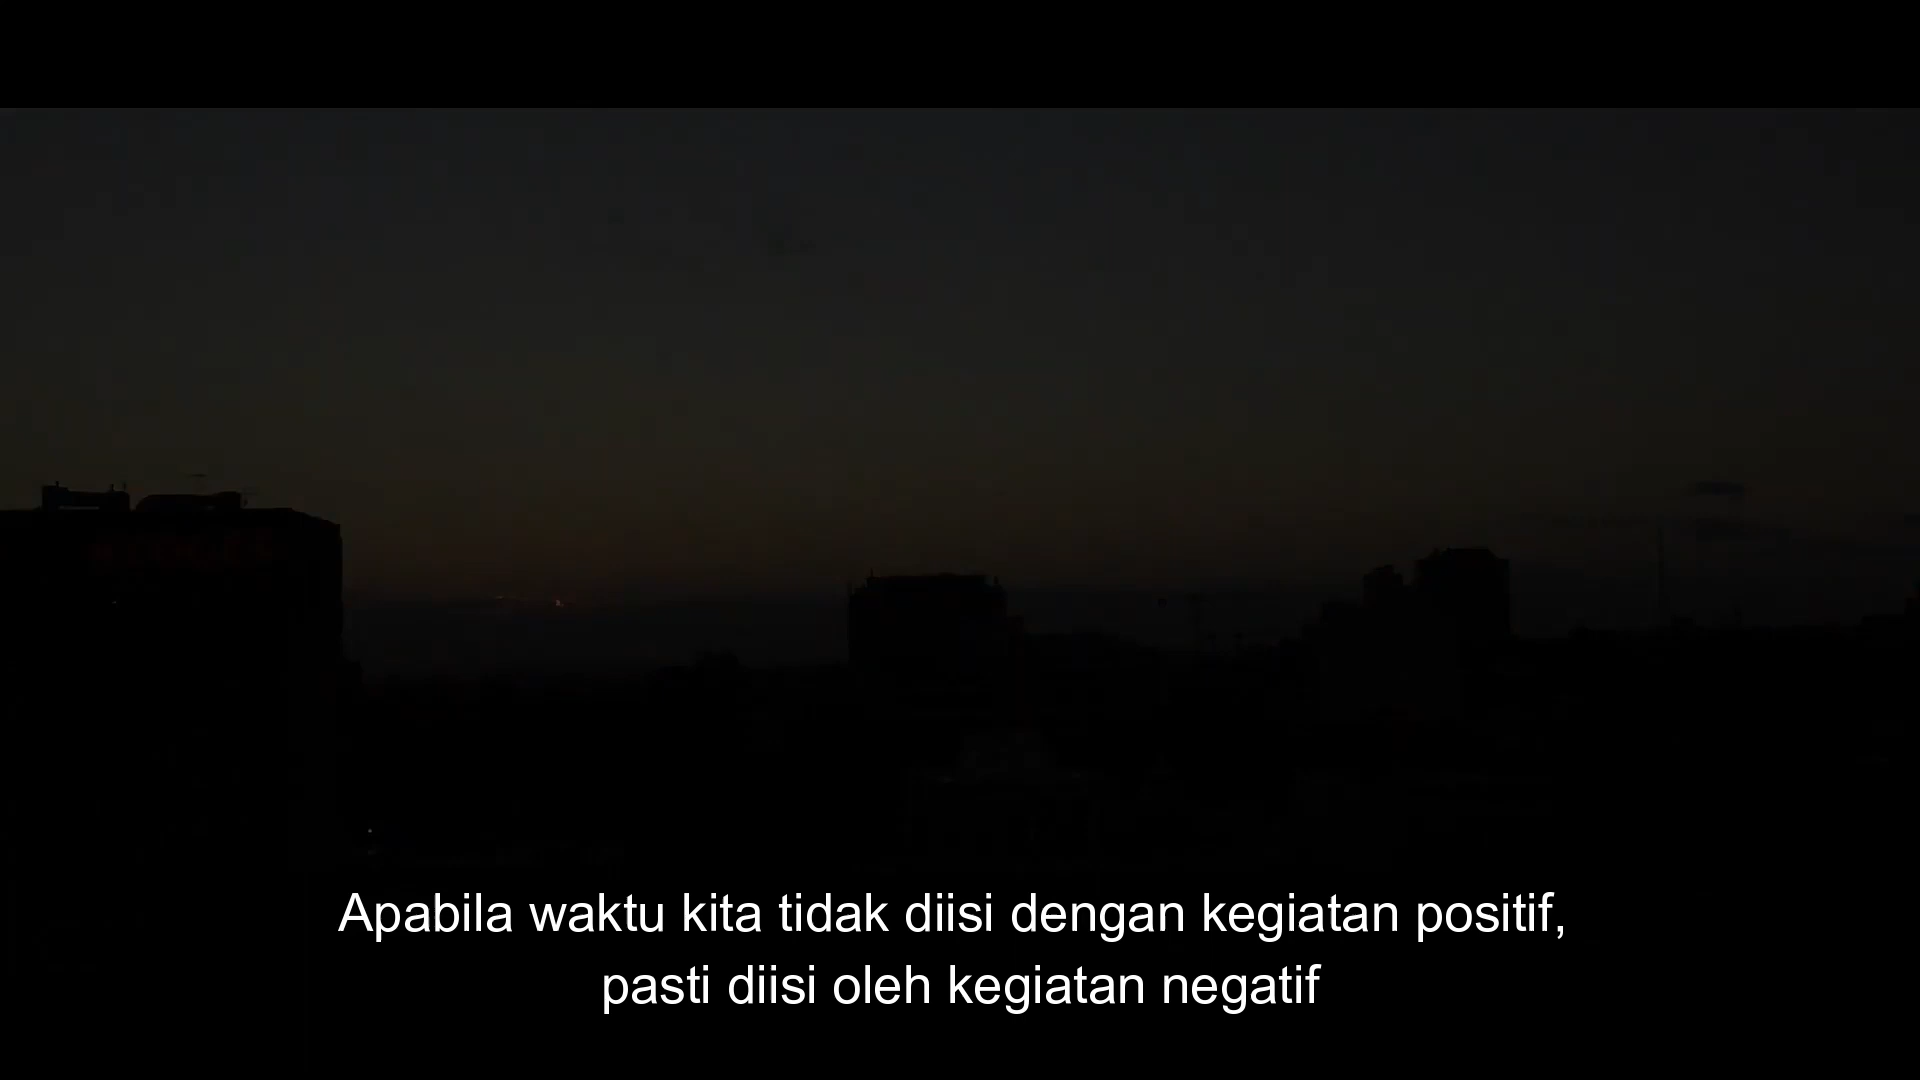 Apabila waktu kita tidak diisi dengan kegiatan positif,
pasti diisi oleh kegiatan negatif